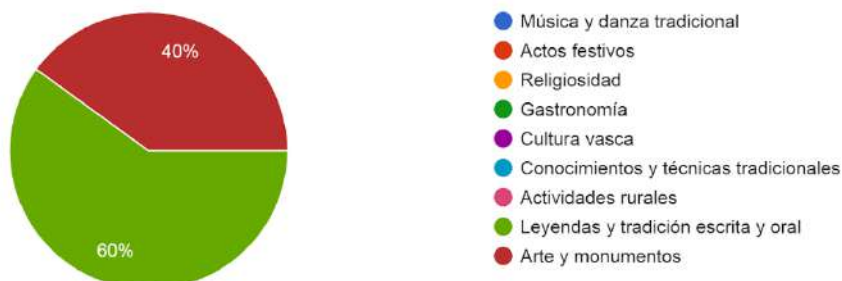 40%
60%
Música y danza tradicional
Actos festivos
Religiosidad
Gastronomía
Cultura vasca
Conocimientos y técnicas tradicionales
Actividades rurales
Leyendas y tradición escrita y oral
Arte y monumentos